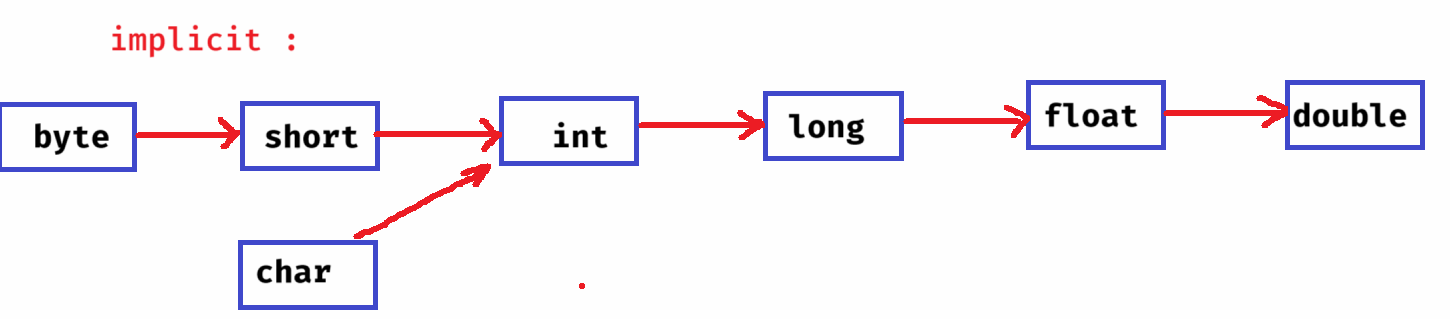 implicit :
byte short int long float double
char